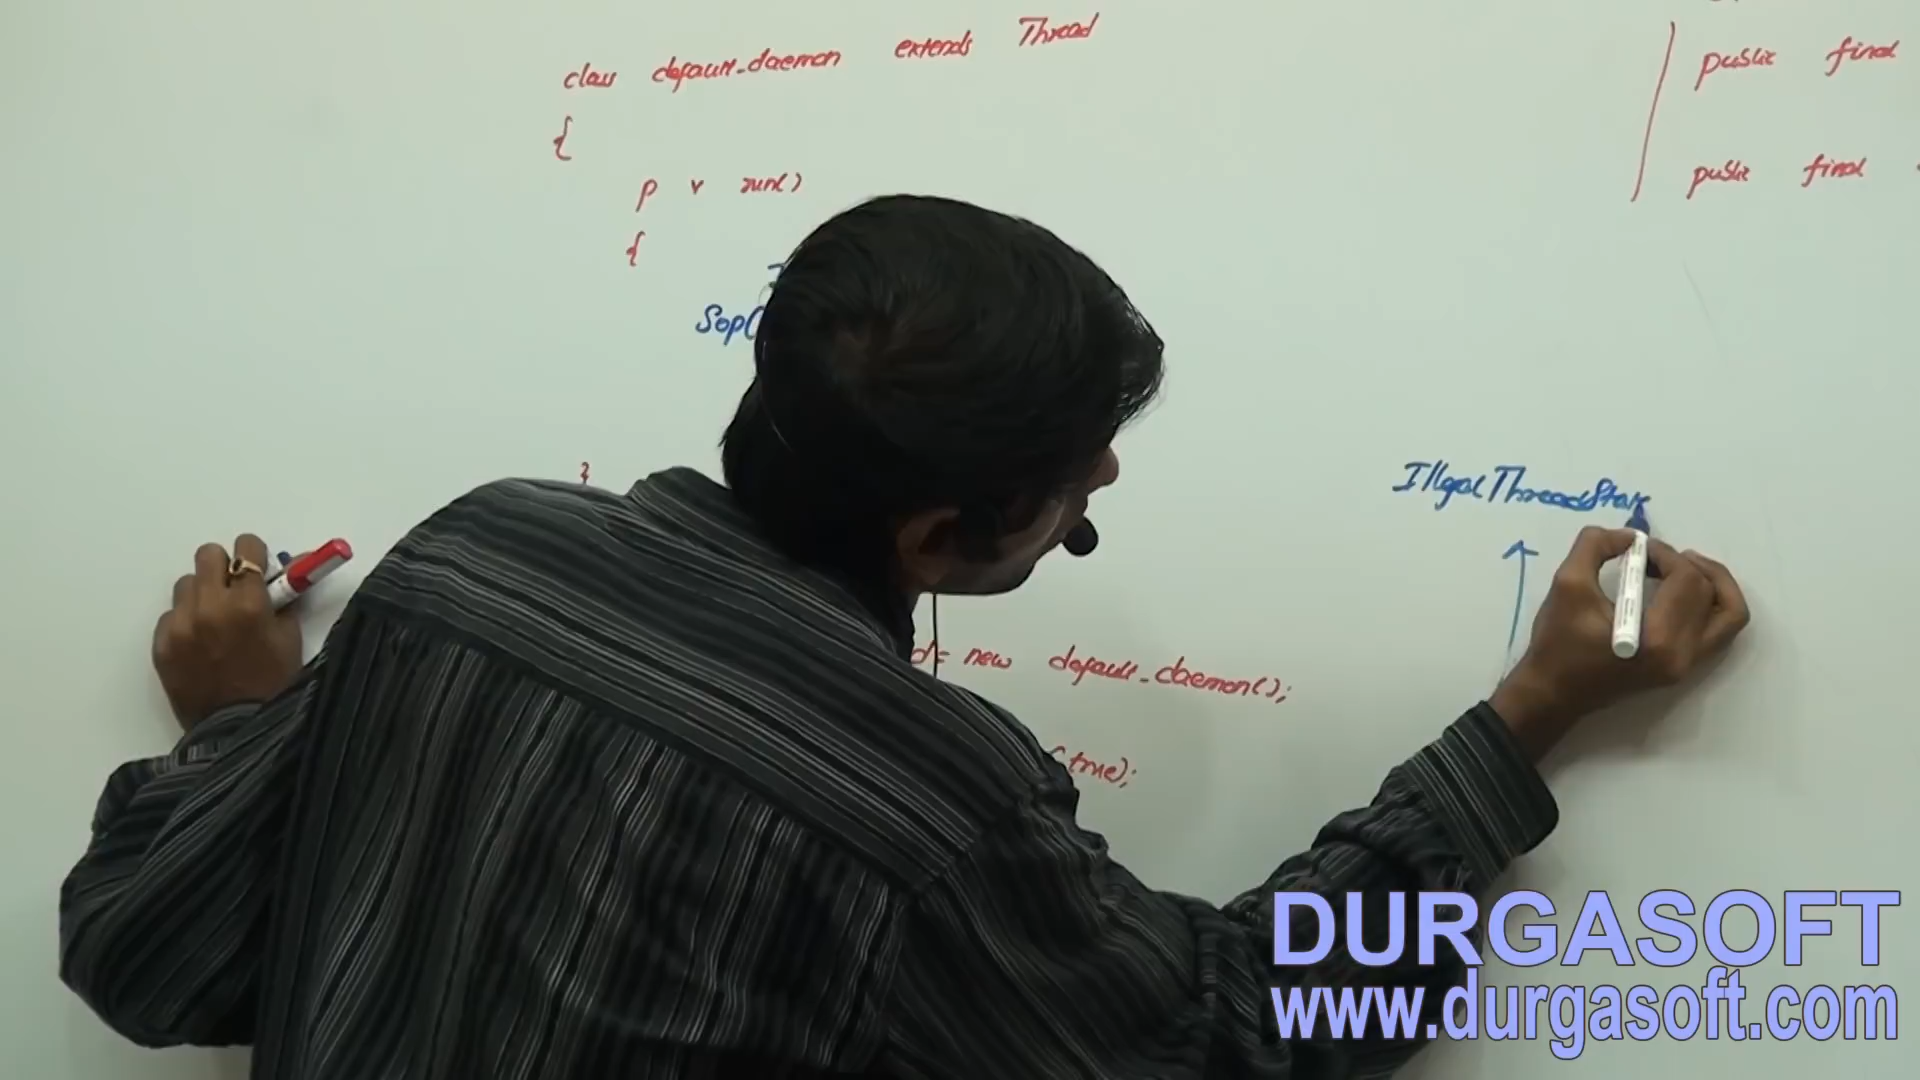 class default_daemon extends Thread
{
p v run()
{
Sop(
}
d= new default_daemon();
(true);
public final
public final
IllegalThreadState
DURGASOFT
www.durgasoft.com